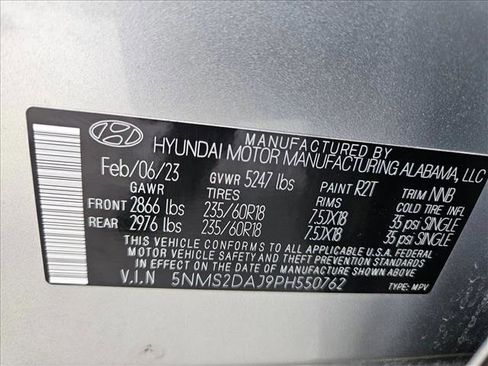 MANUFACTURED BY
HYUNDAI MOTOR MANUFACTURING ALABAMA, LLC
Feb/06/23 GVWR 5247 lbs PAINT R2T TRIM NNB
GAWR TIRES RIMS COLD TIRE INFL
FRONT 2866 lbs 235/60R18 7.5JX18 35 PSI SINGLE
REAR 2976 lbs 235/60R18 7.5JX18 35 PSI SINGLE
THIS VEHICLE CONFORMS TO ALL APPLICABLE U.S.A. FEDERAL
MOTOR VEHICLE SAFETY AND THEFT PREVENTION STANDARDS
IN EFFECT ON THE DATE OF MANUFACTURE SHOWN ABOVE.
V.I.N 5NMS2DAJ9PH550762 TYPE: MPV